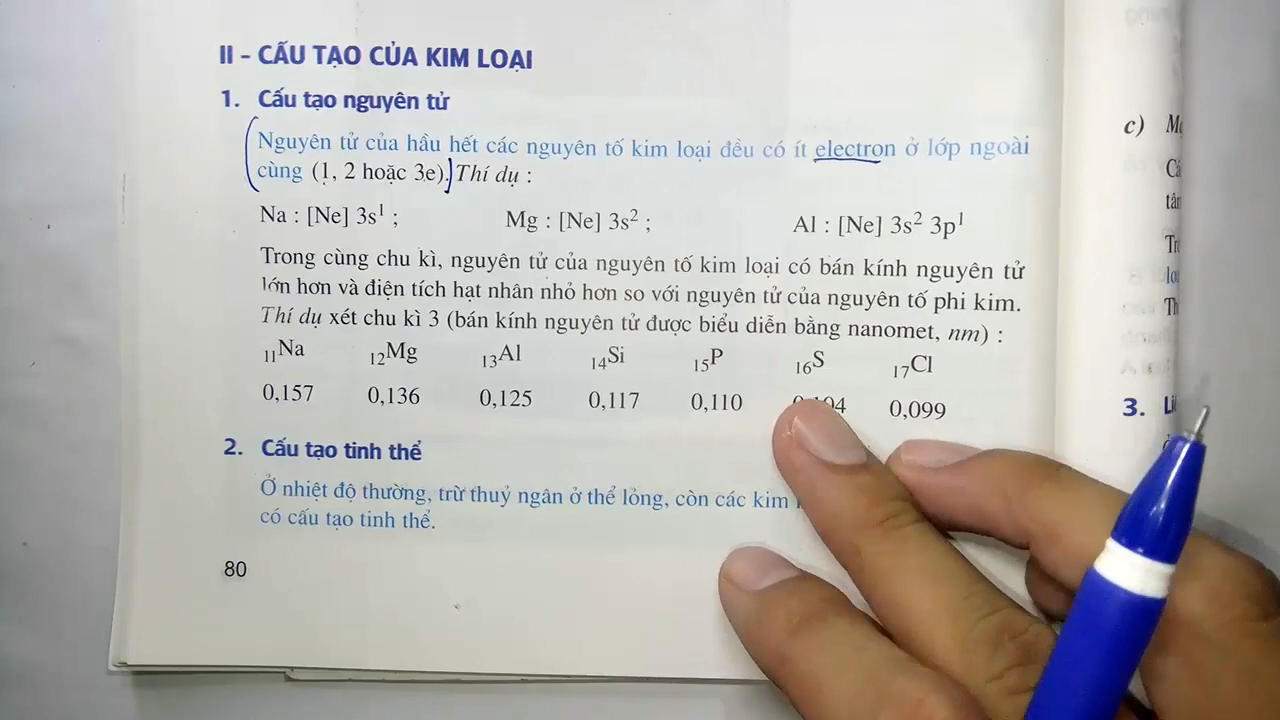 II - CẤU TẠO CỦA KIM LOẠI
1. Cấu tạo nguyên tử
Nguyên tử của hầu hết các nguyên tố kim loại đều có ít electron ở lớp ngoài
cùng (1, 2 hoặc 3e). Thí dụ :
Na : [Ne] 3s¹ ; Mg : [Ne] 3s² ; Al : [Ne] 3s² 3p¹
Trong cùng chu kì, nguyên tử của nguyên tố kim loại có bán kính nguyên tử
lớn hơn và điện tích hạt nhân nhỏ hơn so với nguyên tử của nguyên tố phi kim.
Thí dụ xét chu kì 3 (bán kính nguyên tử được biểu diễn bằng nanomet, nm) :
₁₁Na ₁₂Mg ₁₃Al ₁₄Si ₁₅P ₁₆S ₁₇Cl
0,157 0,136 0,125 0,117 0,110 0,099
2. Cấu tạo tinh thể
Ở nhiệt độ thường, trừ thuỷ ngân ở thể lỏng, còn các kim
có cấu tạo tinh thể.
80
c)
3.